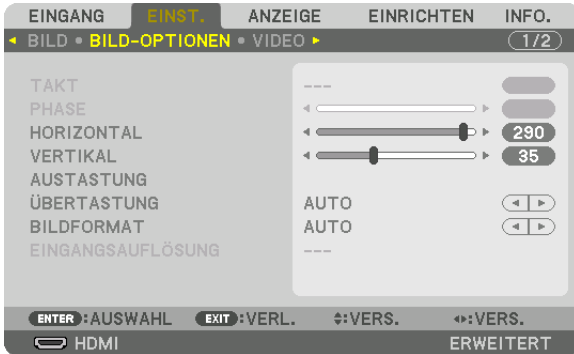 EINGANG EINST. ANZEIGE EINRICHTEN INFO.
BILD • BILD-OPTIONEN • VIDEO 1/2
TAKT ---
PHASE
HORIZONTAL 290
VERTIKAL 35
AUSTASTUNG
ÜBERTASTUNG AUTO
BILDFORMAT AUTO
EINGANGSAUFLÖSUNG ---
ENTER :AUSWAHL EXIT :VERL. :VERS. :VERS.
HDMI ERWEITERT